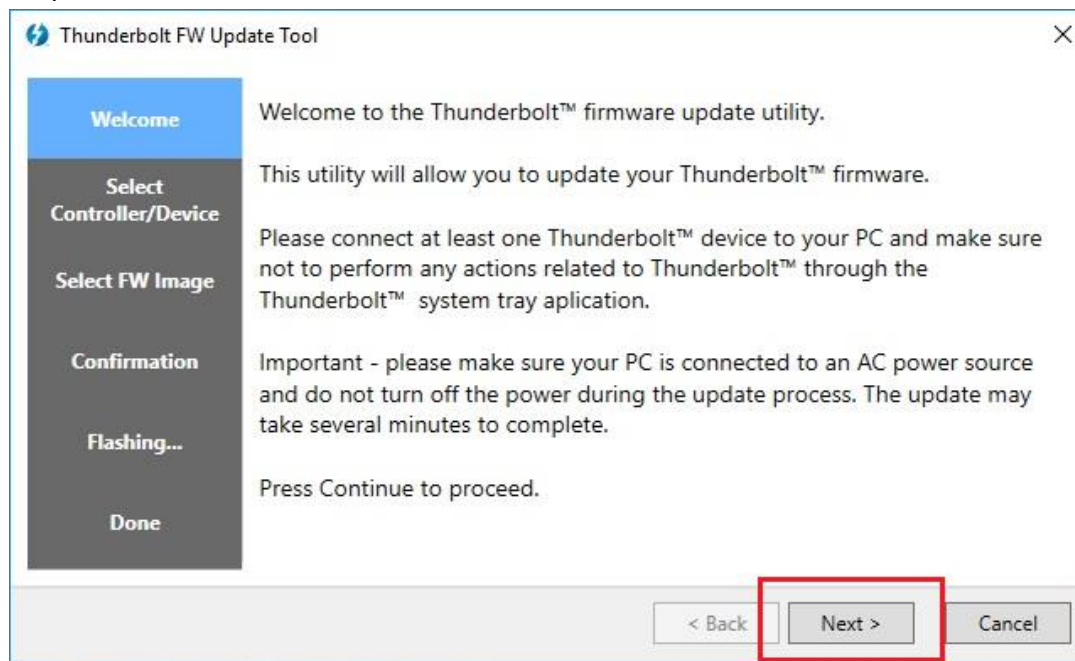 Thunderbolt FW Update Tool
Welcome
Select
Controller/Device
Select FW Image
Confirmation
Flashing...
Done
Welcome to the Thunderbolt™ firmware update utility.
This utility will allow you to update your Thunderbolt™ firmware.
Please connect at least one Thunderbolt™ device to your PC and make sure
not to perform any actions related to Thunderbolt™ through the
Thunderbolt™ system tray aplication.
Important - please make sure your PC is connected to an AC power source
and do not turn off the power during the update process. The update may
take several minutes to complete.
Press Continue to proceed.
< Back
Next >
Cancel